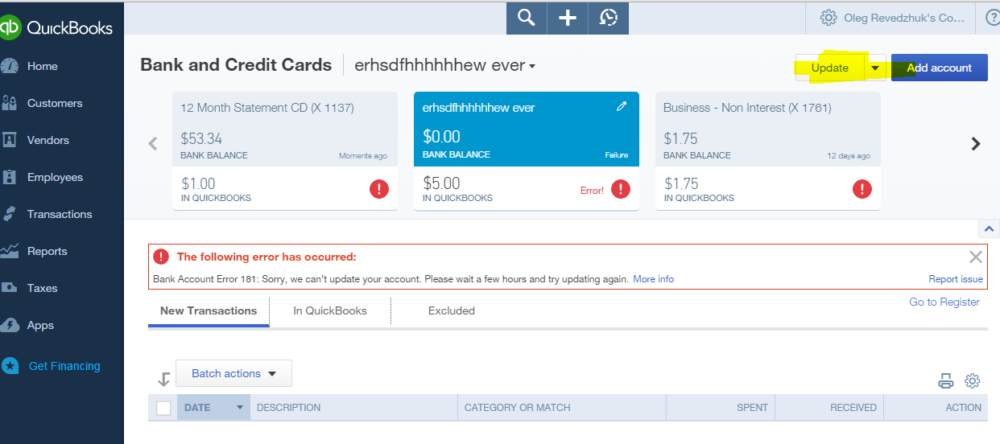 qb QuickBooks
Oleg Revedzhuk's Co...
Home
Customers
Vendors
Employees
Transactions
Reports
Taxes
Apps
Get Financing
Bank and Credit Cards erhsdfhhhhhhew ever
Update Add account
12 Month Statement CD (X 1137)
$53.34
BANK BALANCE Moments ago
$1.00
IN QUICKBOOKS
erhsdfhhhhhhew ever
$0.00
BANK BALANCE Failure
$5.00
IN QUICKBOOKS Error!
Business - Non Interest (X 1761)
$1.75
BANK BALANCE 12 days ago
$1.75
IN QUICKBOOKS
The following error has occurred:
Bank Account Error 181: Sorry, we can't update your account. Please wait a few hours and try updating again. More info Report issue
Go to Register
New Transactions In QuickBooks Excluded
Batch actions
DATE DESCRIPTION CATEGORY OR MATCH SPENT RECEIVED ACTION